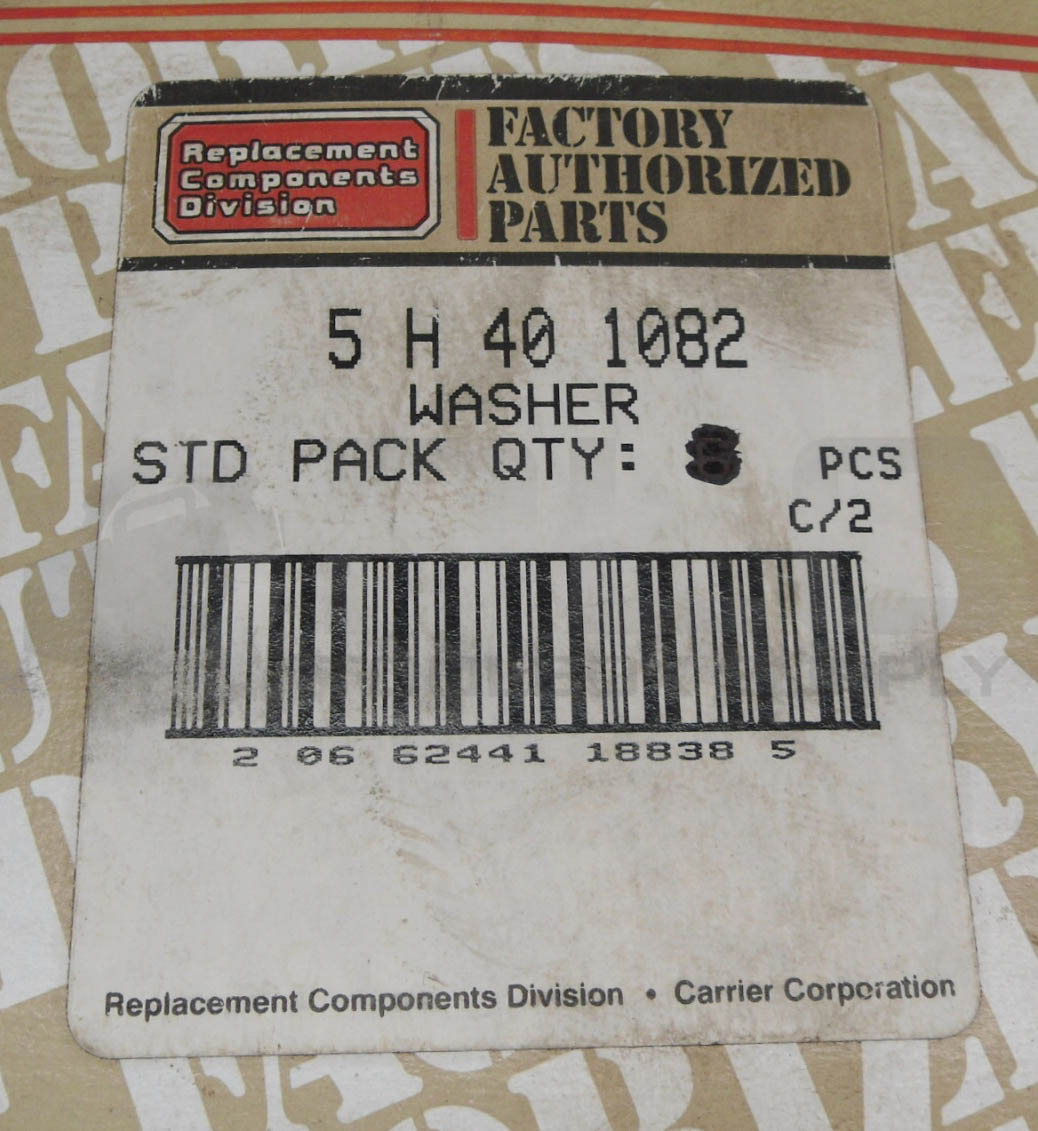 Replacement
Components
Division
FACTORY
AUTHORIZED
PARTS
5 H 40 1082
WASHER
STD PACK QTY: PCS
C/2
2 06 62441 18838 5
Replacement Components Division • Carrier Corporation